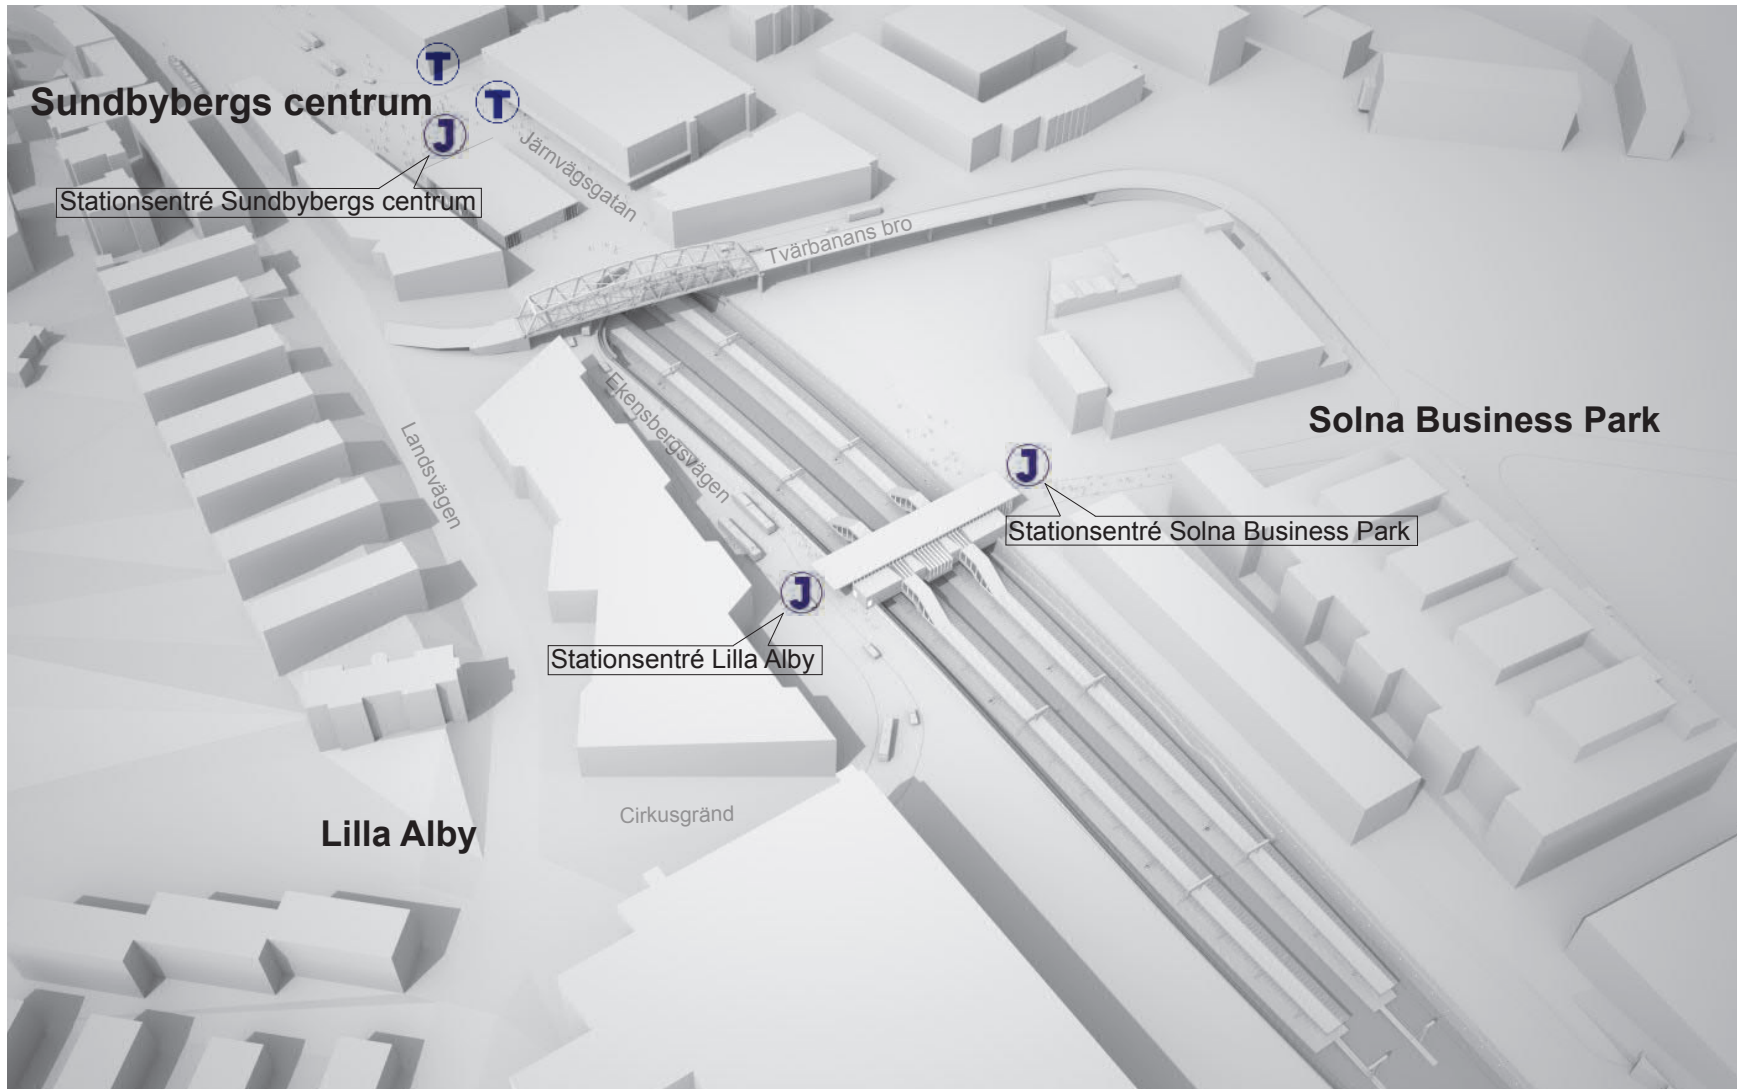 T
Sundbybergs centrum
T
J
Järnvägsgatan
Stationsentré Sundbybergs centrum
Tvärbanans bro
Ekensbergsvägen
Landsvägen
Solna Business Park
J
Stationsentré Solna Business Park
J
Stationsentré Lilla Alby
Cirkusgränd
Lilla Alby